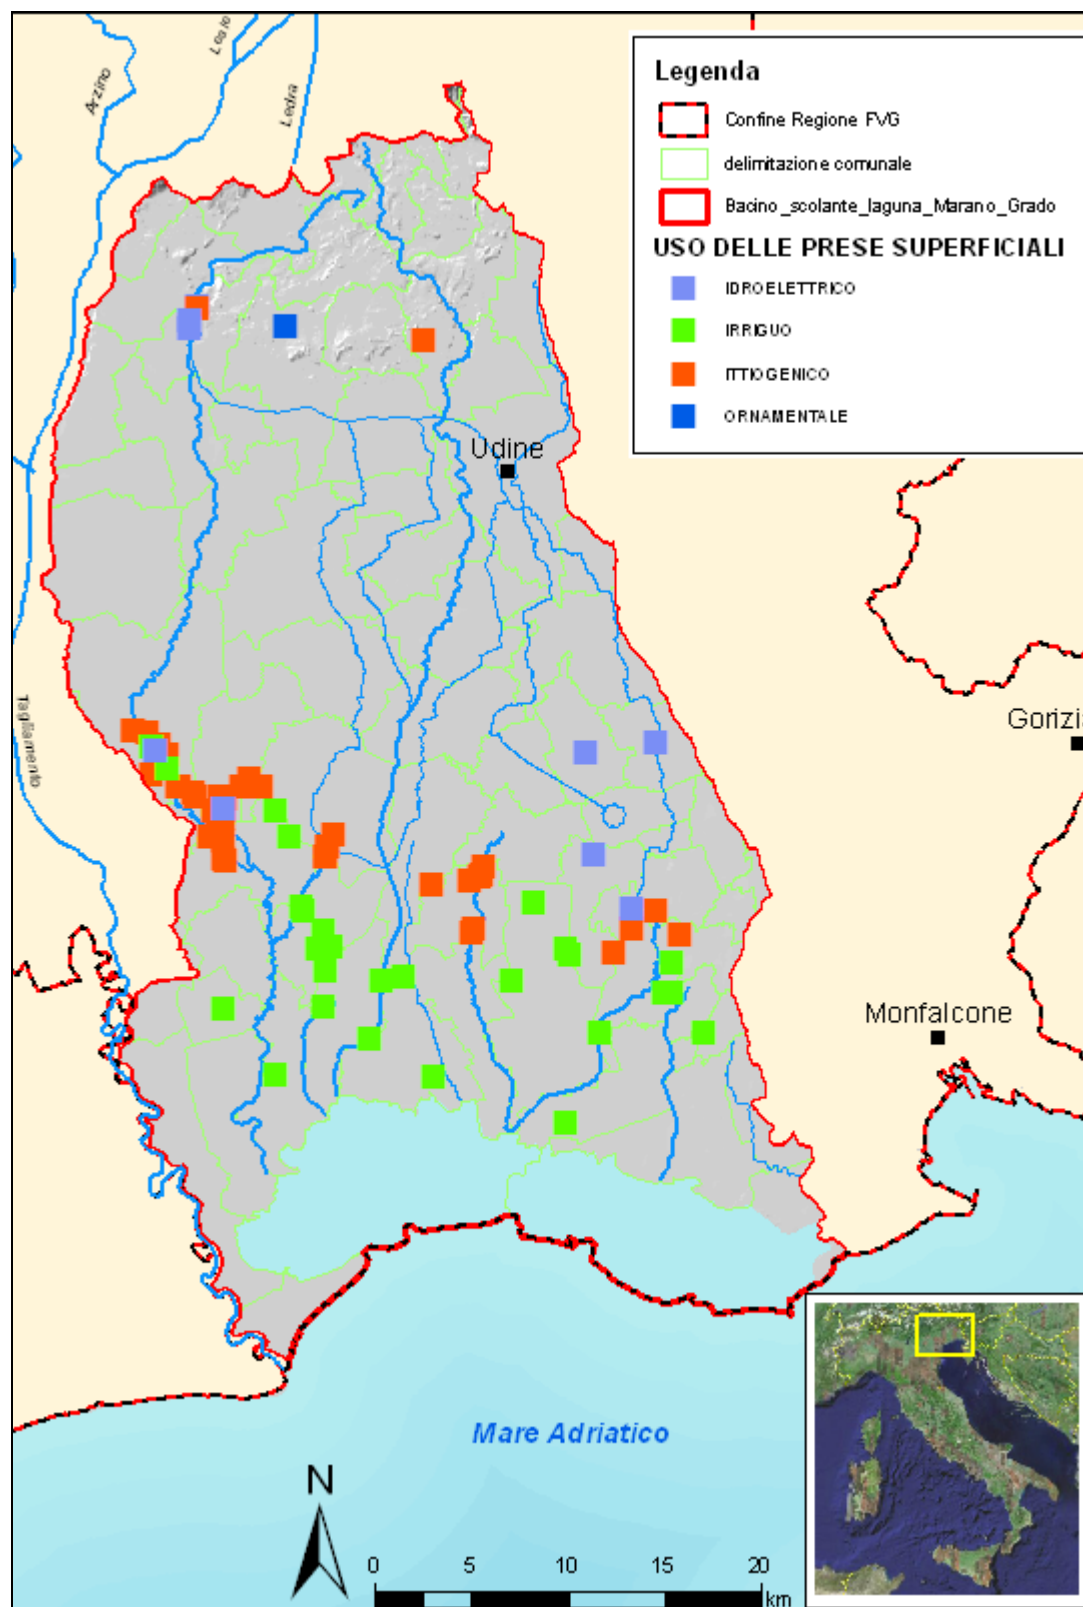 Arzino
Lesio
Ledra
Legenda
Confine Regione FVG
delimitazione comunale
Bacino_scolante_laguna_Marano_Grado
USO DELLE PRESE SUPERFICIALI
IDROELETTRICO
IRRIGUO
ITTIOGENICO
ORNAMENTALE
Udine
Tagliamento
Gorizia
Monfalcone
Mare Adriatico
N
0 5 10 15 20
km